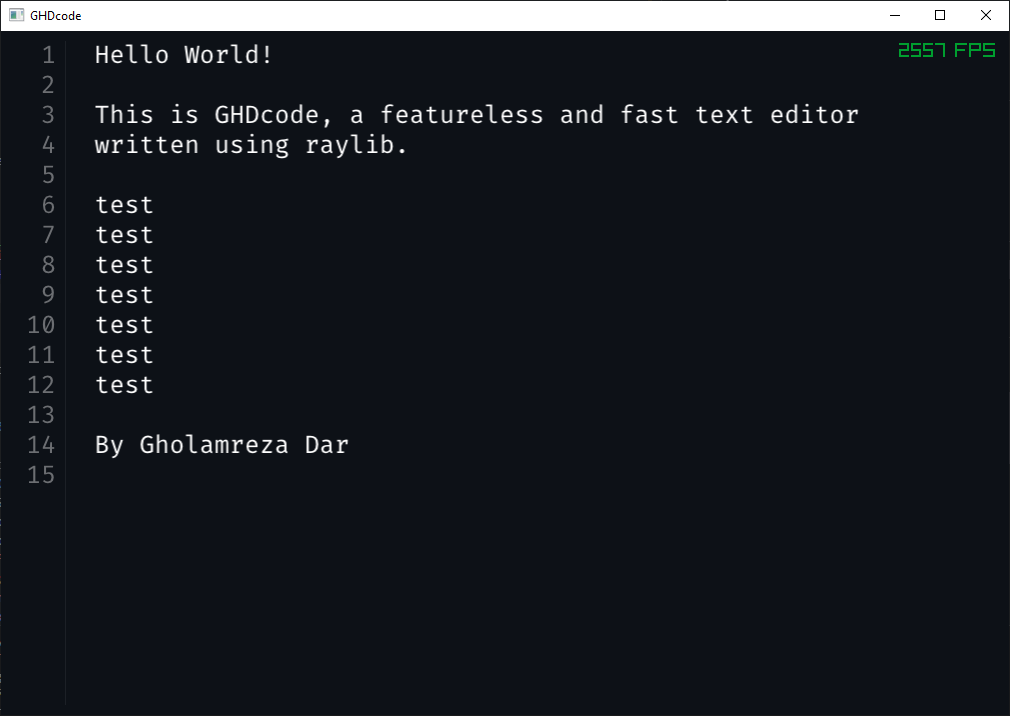 GHDcode
2557 FPS
1 Hello World!
2
3 This is GHDcode, a featureless and fast text editor
4 written using raylib.
5
6 test
7 test
8 test
9 test
10 test
11 test
12 test
13
14 By Gholamreza Dar
15